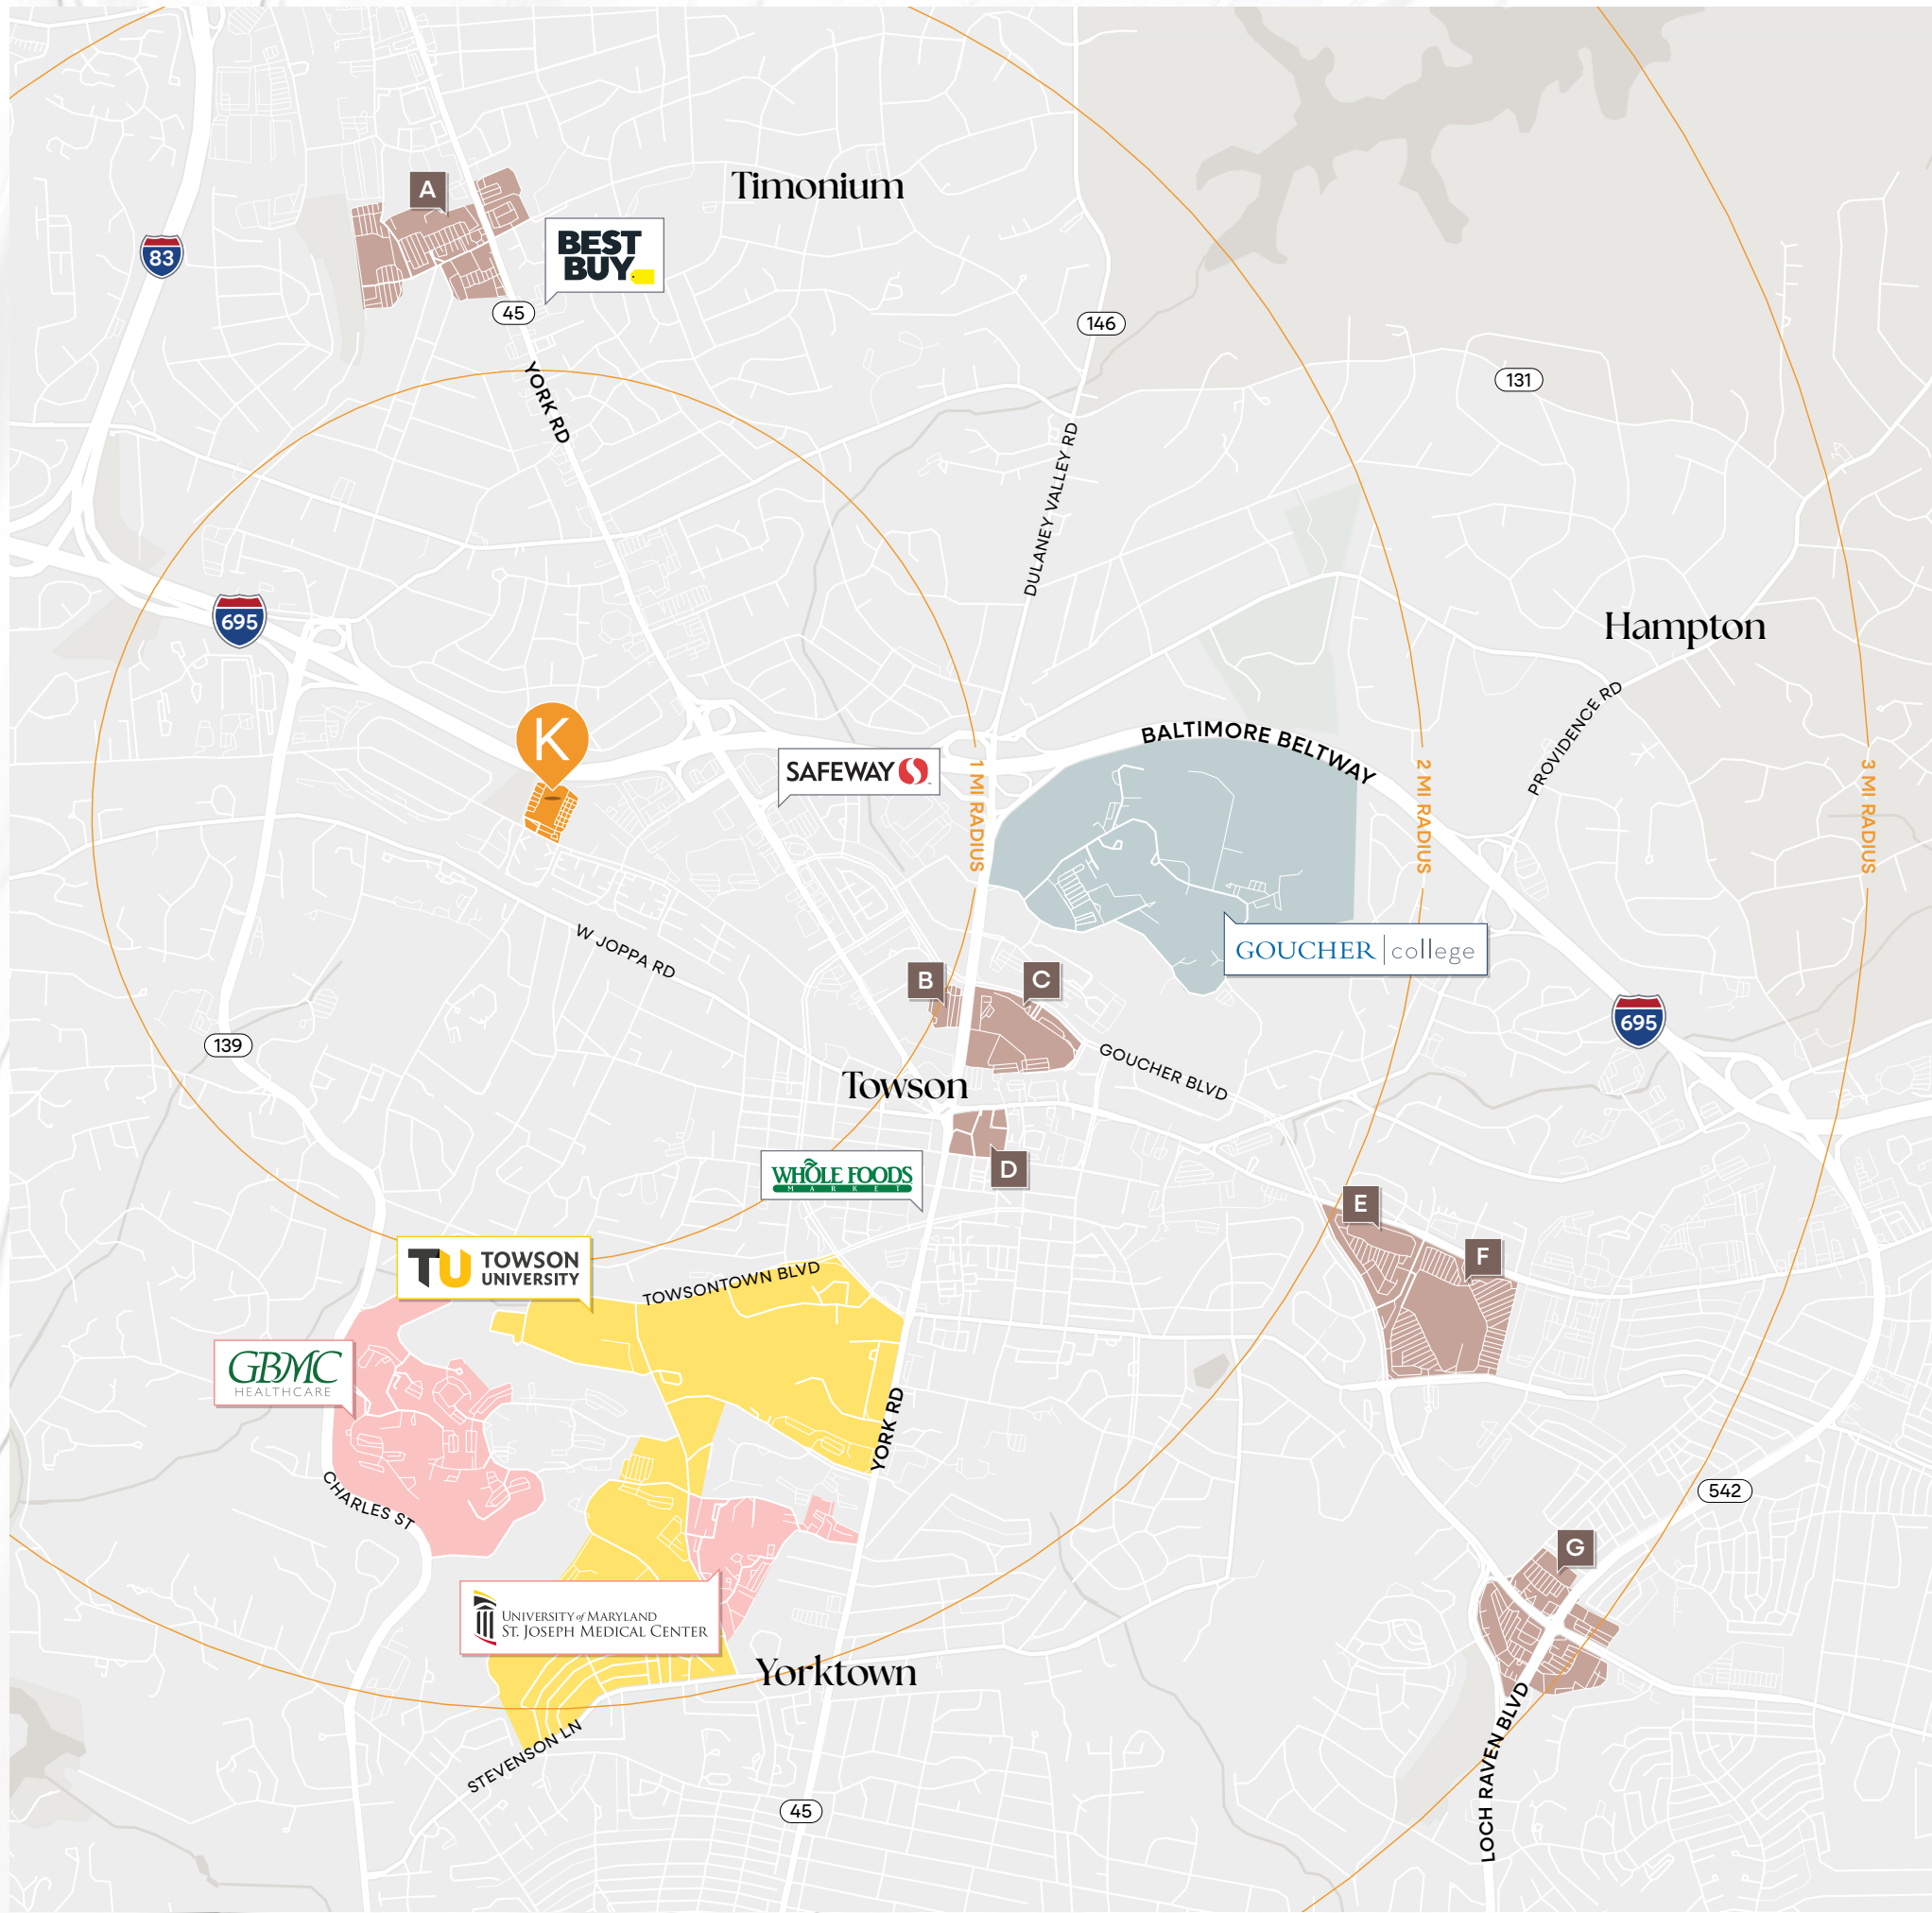 Timonium
A
BEST
BUY
83
45
146
131
YORK RD
DULANEY VALLEY RD
695
Hampton
PROVIDENCE RD
K
BALTIMORE BELTWAY
SAFEWAY
1 MI RADIUS
2 MI RADIUS
3 MI RADIUS
W JOPPA RD
GOUCHER | college
B
C
695
139
GOUCHER BLVD
Towson
WHOLE FOODS
MARKET
D
E
F
TU TOWSON
UNIVERSITY
TOWSONTOWN BLVD
GBMC
HEALTHCARE
YORK RD
CHARLES ST
542
G
UNIVERSITY of MARYLAND
ST. JOSEPH MEDICAL CENTER
Yorktown
STEVENSON LN
LOCH RAVEN BLVD
45